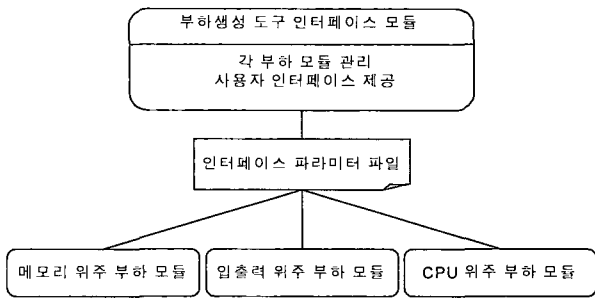 부하생성 도구 인터페이스 모듈
각 부하 모듈 관리
사용자 인터페이스 제공
인터페이스 파라미터 파일
메모리 위주 부하 모듈
입출력 위주 부하 모듈
CPU 위주 부하 모듈